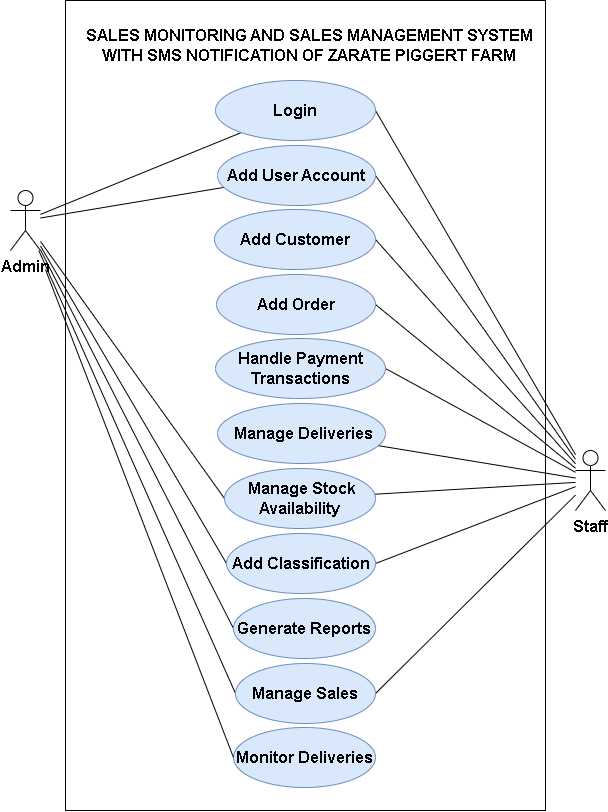 SALES MONITORING AND SALES MANAGEMENT SYSTEM
WITH SMS NOTIFICATION OF ZARATE PIGGERT FARM
Login
Add User Account
Admin
Add Customer
Add Order
Handle Payment
Transactions
Manage Deliveries
Manage Stock
Availability
Staff
Add Classification
Generate Reports
Manage Sales
Monitor Deliveries